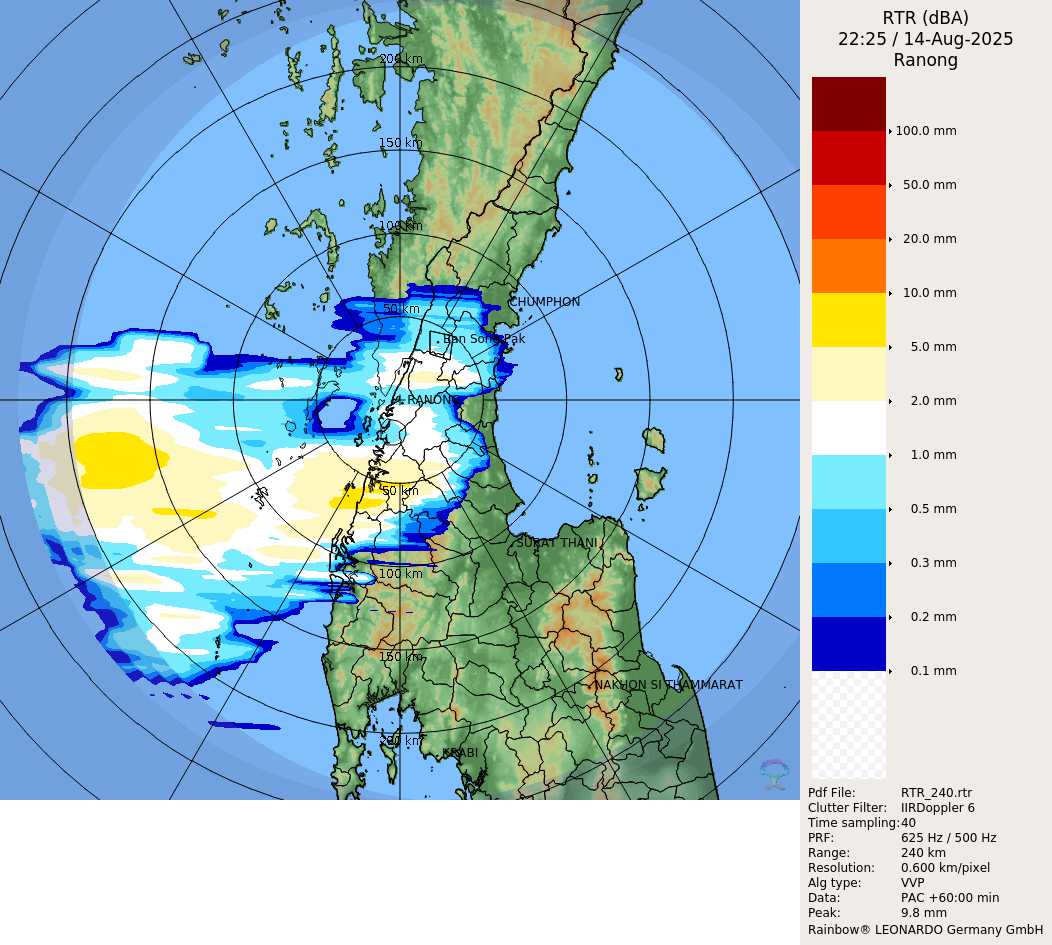 RTR (dBA)
22:25 / 14-Aug-2025
Ranong
200 km
150 km
100 km
50 km
CHUMPHON
Ban Song Pak
RANONG
50 km
SURAT THANI
100 km
150 km
NAKHON SI THAMMARAT
200 km
KRABI
100.0 mm
50.0 mm
20.0 mm
10.0 mm
5.0 mm
2.0 mm
1.0 mm
0.5 mm
0.3 mm
0.2 mm
0.1 mm
Pdf File: RTR_240.rtr
Clutter Filter: IIRDoppler 6
Time sampling:40
PRF: 625 Hz / 500 Hz
Range: 240 km
Resolution: 0.600 km/pixel
Alg type: VVP
Data: PAC +60:00 min
Peak: 9.8 mm
Rainbow® LEONARDO Germany GmbH